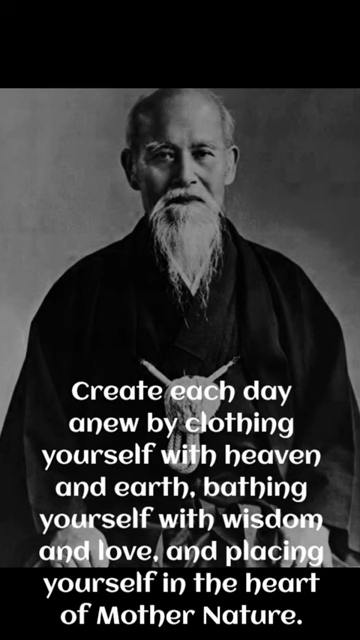 Create each day
anew by clothing
yourself with heaven
and earth, bathing
yourself with wisdom
and love, and placing
yourself in the heart
of Mother Nature.